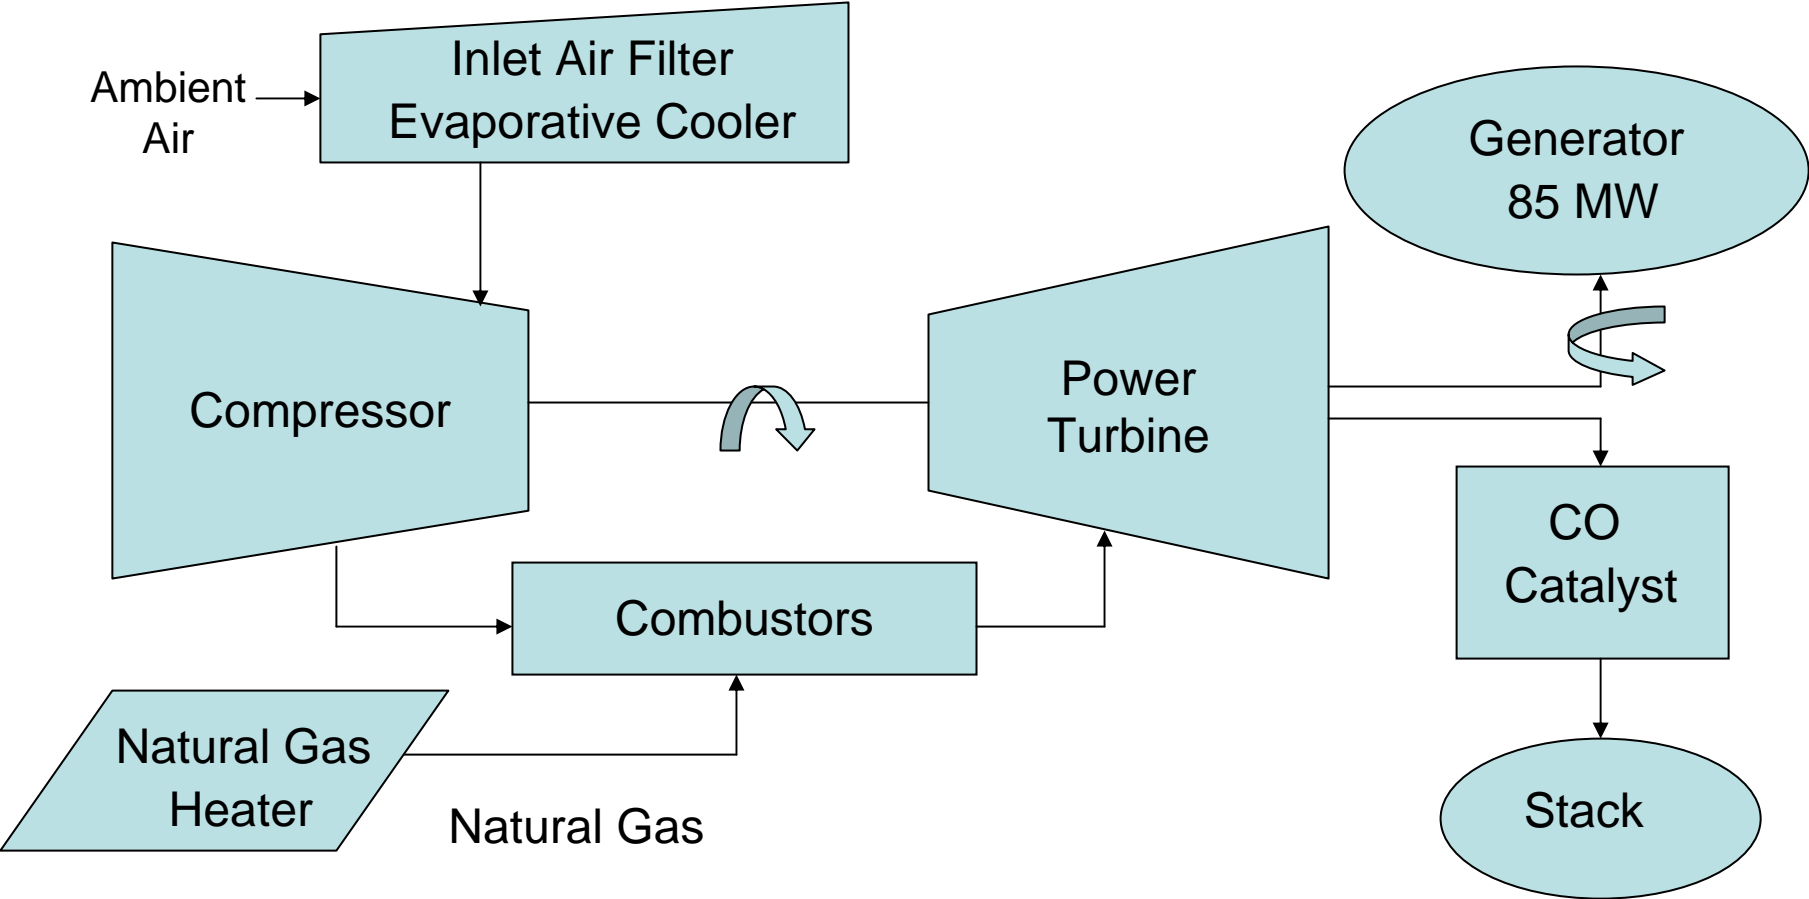 Inlet Air Filter
Evaporative Cooler
Ambient
Air
Generator
85 MW
Compressor
Power
Turbine
CO
Catalyst
Combustors
Natural Gas
Heater
Natural Gas
Stack